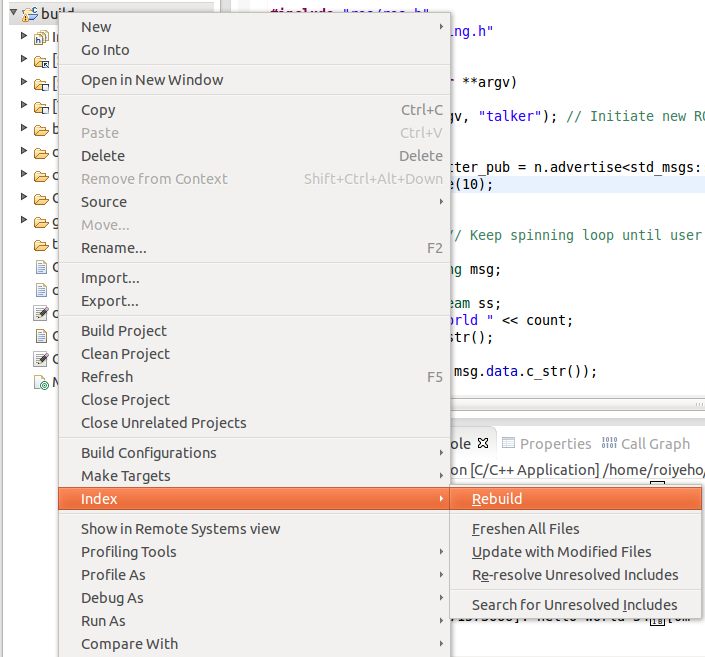 build
#include "ros/ros.h"
New
ing.h"
Go Into
Open in New Window
r **argv)
Copy Ctrl+C
gv, "talker"); // Initiate new RO
Paste Ctrl+V
Delete Delete
tter_pub = n.advertise<std_msgs:
Remove from Context Shift+Ctrl+Alt+Down
e(10);
Source
Move...
// Keep spinning loop until user
Rename... F2
ng msg;
Import...
Export...
eam ss;
orld " << count;
Build Project
str();
Clean Project
Refresh F5
msg.data.c_str());
Close Project
Close Unrelated Projects
ole Properties Call Graph
Build Configurations
on [C/C++ Application] /home/roiyeho/
Make Targets
Index
Rebuild
Show in Remote Systems view
Freshen All Files
Profiling Tools
Update with Modified Files
Profile As
Re-resolve Unresolved Includes
Debug As
Search for Unresolved Includes
Run As
Compare With